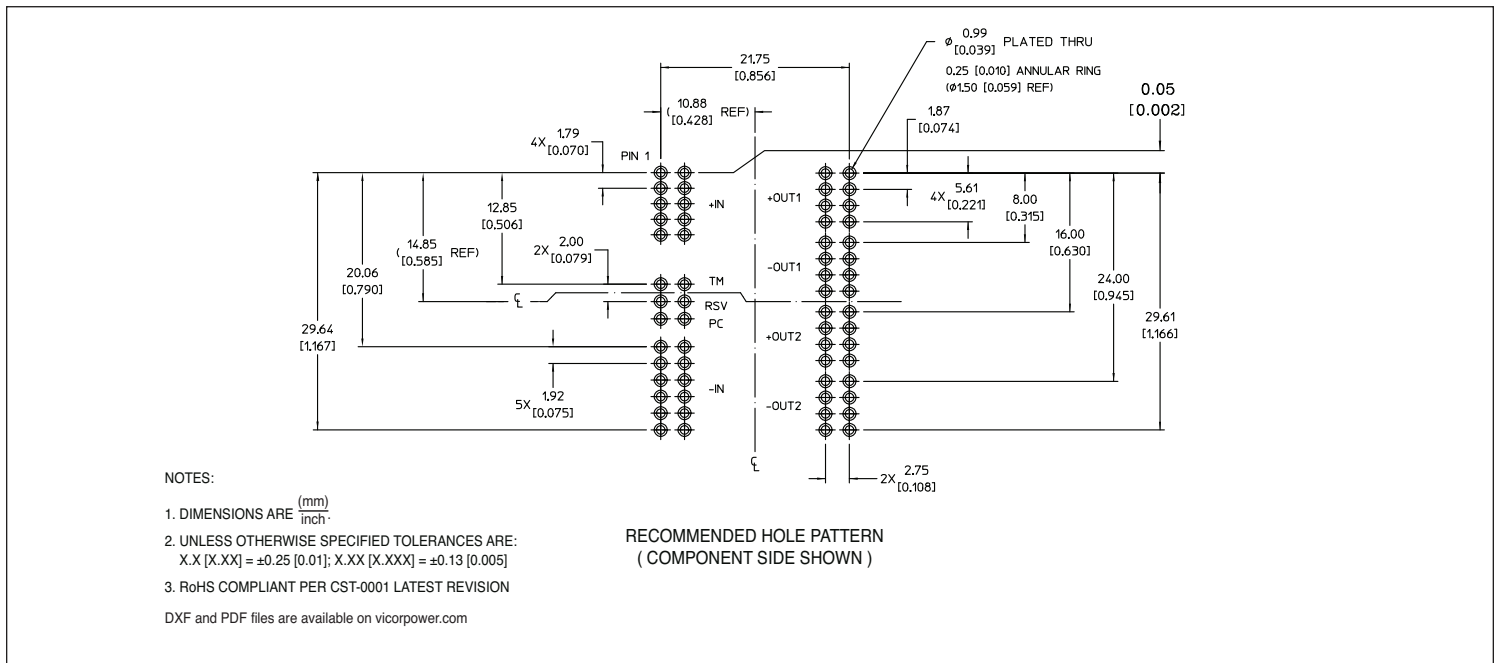 ø 0.99 [0.039] PLATED THRU
0.25 [0.010] ANNULAR RING
(ø1.50 [0.059] REF)
21.75
[0.856]
( 10.88 [0.428] REF)
0.05
[0.002]
1.87
[0.074]
4X 1.79 [0.070]
PIN 1
+IN
+OUT1
4X 5.61 [0.221]
8.00
[0.315]
12.85
[0.506]
( 14.85 [0.585] REF)
2X 2.00 [0.079]
16.00
[0.630]
-OUT1
20.06
[0.790]
TM
24.00
[0.945]
℄
RSV
PC
29.64
[1.167]
29.61
[1.166]
+OUT2
-IN
5X 1.92 [0.075]
-OUT2
℄
2X 2.75 [0.108]
NOTES:
1. DIMENSIONS ARE (mm) inch.
2. UNLESS OTHERWISE SPECIFIED TOLERANCES ARE:
X.X [X.XX] = ±0.25 [0.01]; X.XX [X.XXX] = ±0.13 [0.005]
3. RoHS COMPLIANT PER CST-0001 LATEST REVISION
DXF and PDF files are available on vicorpower.com
RECOMMENDED HOLE PATTERN
( COMPONENT SIDE SHOWN )